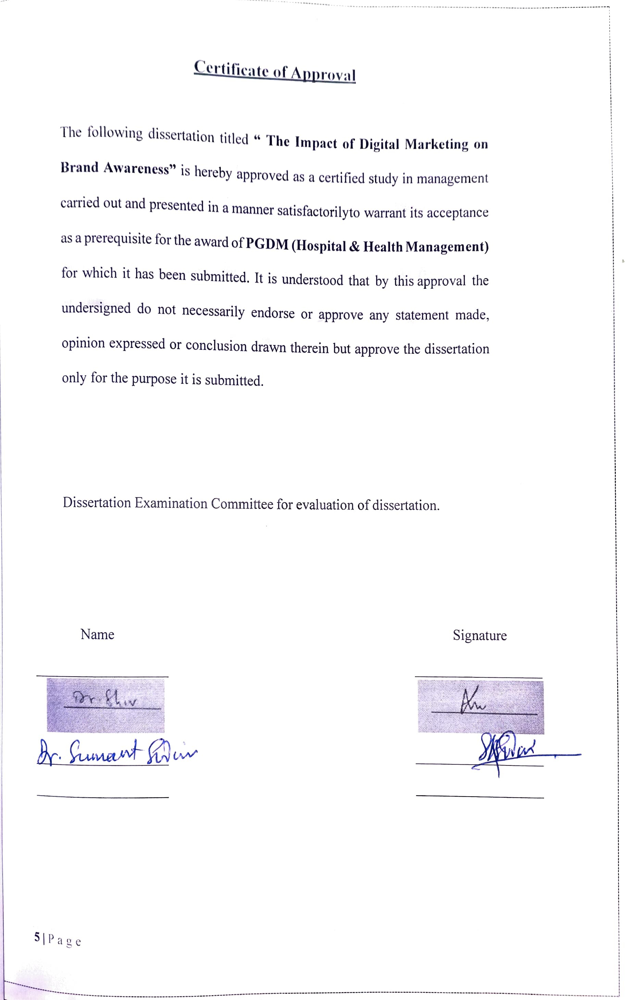 Certificate of Approval
The following dissertation titled “ The Impact of Digital Marketing on
Brand Awareness” is hereby approved as a certified study in management
carried out and presented in a manner satisfactorilyto warrant its acceptance
as a prerequisite for the award of PGDM (Hospital & Health Management)
for which it has been submitted. It is understood that by this approval the
undersigned do not necessarily endorse or approve any statement made,
opinion expressed or conclusion drawn therein but approve the dissertation
only for the purpose it is submitted.
Dissertation Examination Committee for evaluation of dissertation.
Name Signature
Dr. Shiv
Dr. Sumant
5 | P a g e